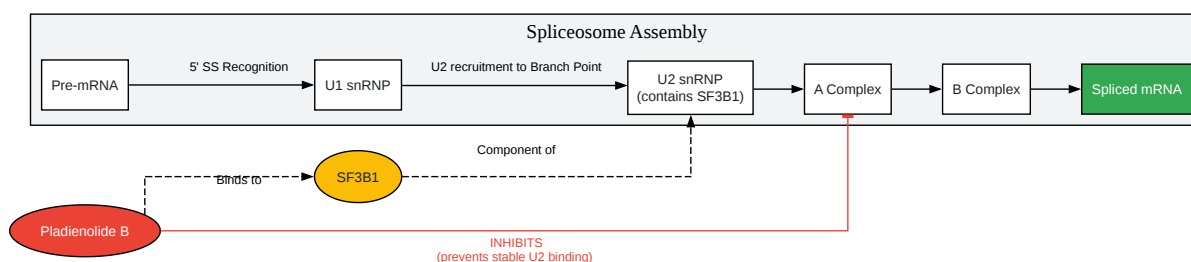 Spliceosome Assembly
Pre-mRNA
5' SS Recognition
U1 snRNP
U2 recruitment to Branch Point
U2 snRNP
(contains SF3B1)
A Complex
B Complex
Spliced mRNA
Binds to
SF3B1
Component of
Pladienolide B
INHIBITS
(prevents stable U2 binding)